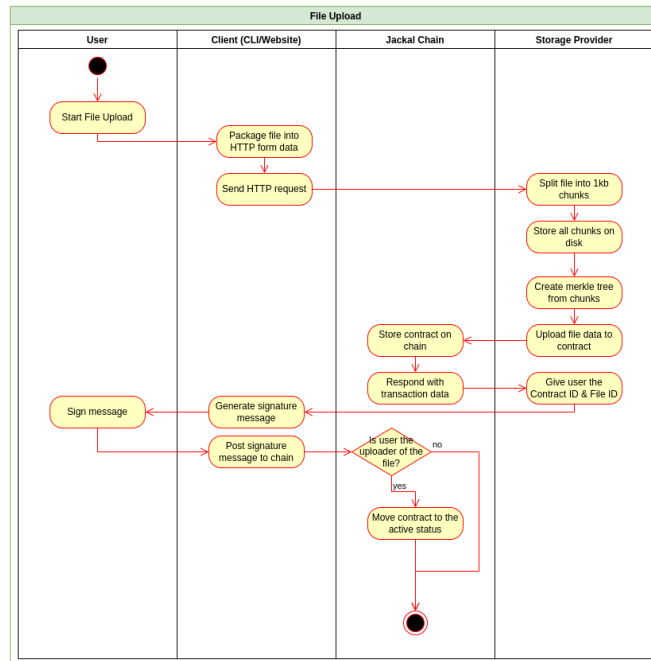 File Upload
User
Client (CLI/Website)
Jackal Chain
Storage Provider
Start File Upload
Package file into
HTTP form data
Send HTTP request
Split file into 1kb
chunks
Store all chunks on
disk
Create merkle tree
from chunks
Upload file data to
contract
Store contract on
chain
Respond with
transaction data
Give user the
Contract ID & File ID
Generate signature
message
Sign message
Post signature
message to chain
Is user the
uploader of the
file?
no
yes
Move contract to the
active status